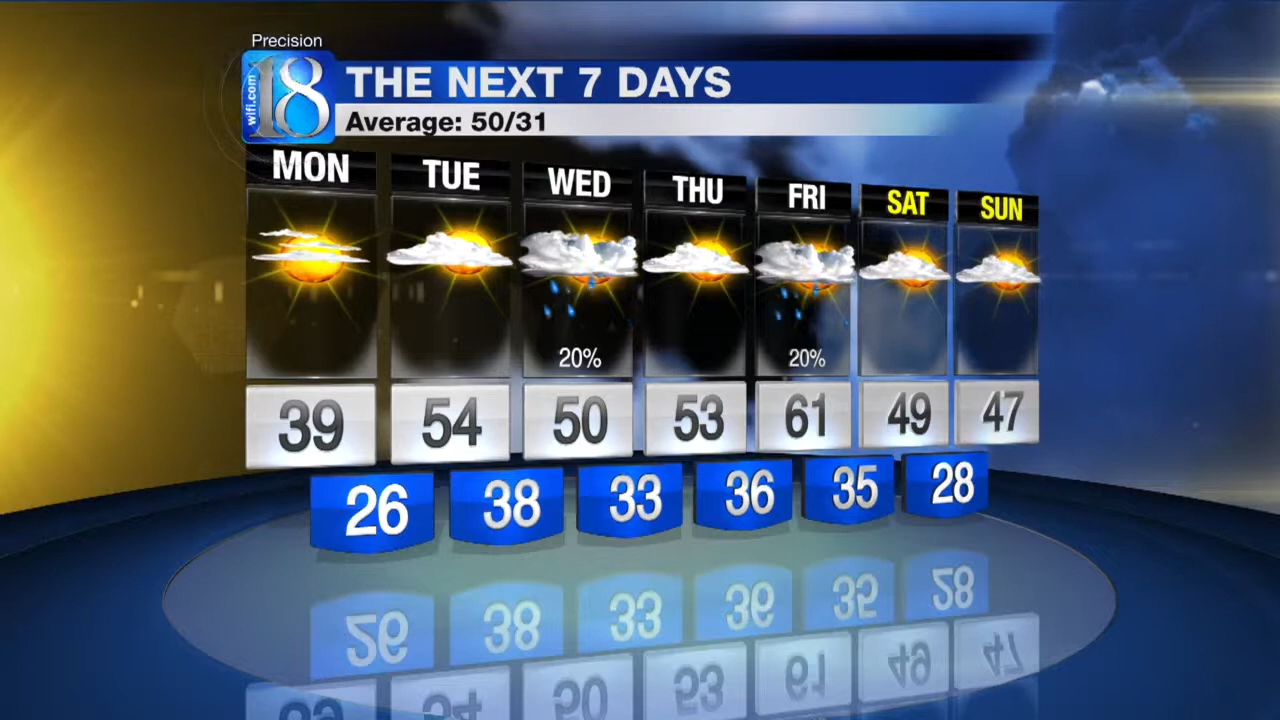 Precision
wlfi.com
18
THE NEXT 7 DAYS
Average: 50/31
MON TUE WED THU FRI SAT SUN
20% 20%
39 54 50 53 61 49 47
26 38 33 36 35 28